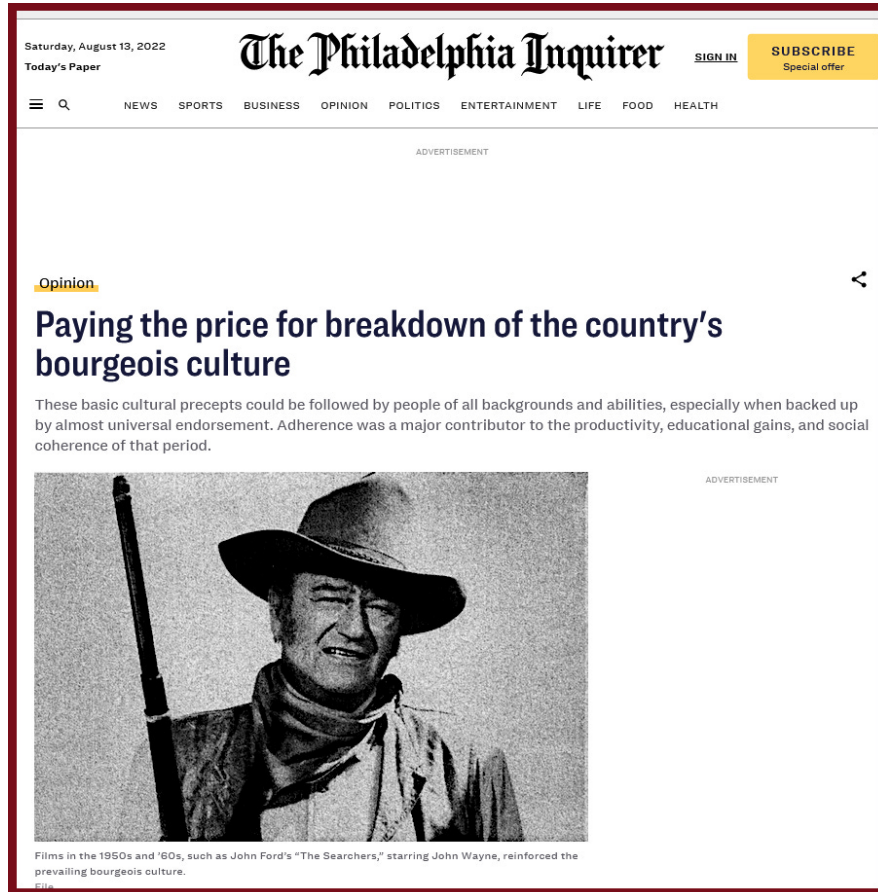 Saturday, August 13, 2022
Today's Paper
The Philadelphia Inquirer
SIGN IN
SUBSCRIBE
Special offer
NEWS SPORTS BUSINESS OPINION POLITICS ENTERTAINMENT LIFE FOOD HEALTH
ADVERTISEMENT
Opinion
Paying the price for breakdown of the country's
bourgeois culture
These basic cultural precepts could be followed by people of all backgrounds and abilities, especially when backed up
by almost universal endorsement. Adherence was a major contributor to the productivity, educational gains, and social
coherence of that period.
ADVERTISEMENT
Films in the 1950s and '60s, such as John Ford's "The Searchers," starring John Wayne, reinforced the
prevailing bourgeois culture.
File